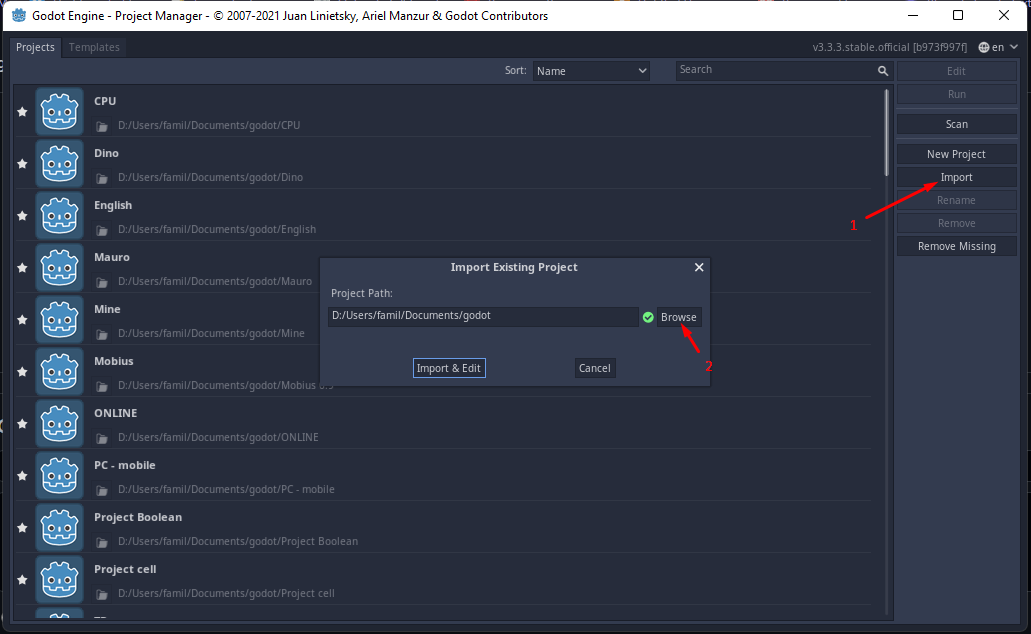 Godot Engine - Project Manager - © 2007-2021 Juan Linietsky, Ariel Manzur & Godot Contributors
Projects Templates v3.3.3.stable.official [b973f997f] en
Sort: Name Search Edit
Run
Scan
New Project
Import
Rename
Remove
Remove Missing
1
CPU
D:/Users/famil/Documents/godot/CPU
Dino
D:/Users/famil/Documents/godot/Dino
English
D:/Users/famil/Documents/godot/English
Mauro
D:/Users/famil/Documents/godot/Mauro
Mine
D:/Users/famil/Documents/godot/Mine
Mobius
D:/Users/famil/Documents/godot/Mobius
ONLINE
D:/Users/famil/Documents/godot/ONLINE
PC - mobile
D:/Users/famil/Documents/godot/PC - mobile
Project Boolean
D:/Users/famil/Documents/godot/Project Boolean
Project cell
D:/Users/famil/Documents/godot/Project cell
Import Existing Project
Project Path:
D:/Users/famil/Documents/godot Browse
2
Import & Edit Cancel